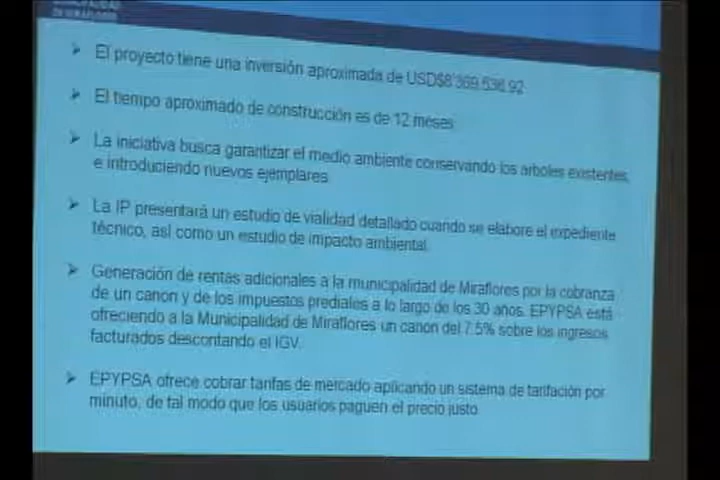 ➤ El proyecto tiene una inversión aproximada de USD$8'369,536.92
➤ El tiempo aproximado de construcción es de 12 meses
➤ La iniciativa busca garantizar el medio ambiente conservando los arboles existentes,
e introduciendo nuevos ejemplares.
➤ La IP presentará un estudio de vialidad detallado cuando se elabore el expediente
técnico, así como un estudio de impacto ambiental.
➤ Generación de rentas adicionales a la municipalidad de Miraflores por la cobranza
de un canon y de los impuestos prediales a lo largo de los 30 años. EPYPSA está
ofreciendo a la Municipalidad de Miraflores un canon del 7.5% sobre los ingresos
facturados descontando el IGV.
➤ EPYPSA ofrece cobrar tarifas de mercado aplicando un sistema de tarifación por
minuto, de tal modo que los usuarios paguen el precio justo